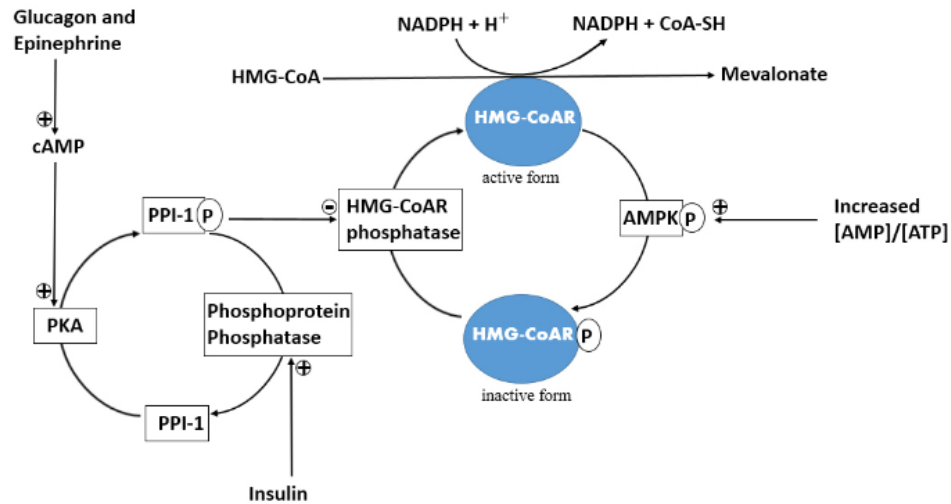 Glucagon and
Epinephrine
NADPH + H+
NADPH + CoA-SH
HMG-CoA
Mevalonate
+
cAMP
HMG-CoAR
active form
PPI-1 P
-
HMG-CoAR
phosphatase
AMPK P
+
Increased
[AMP]/[ATP]
+
PKA
Phosphoprotein
Phosphatase
+
HMG-CoAR P
inactive form
PPI-1
Insulin